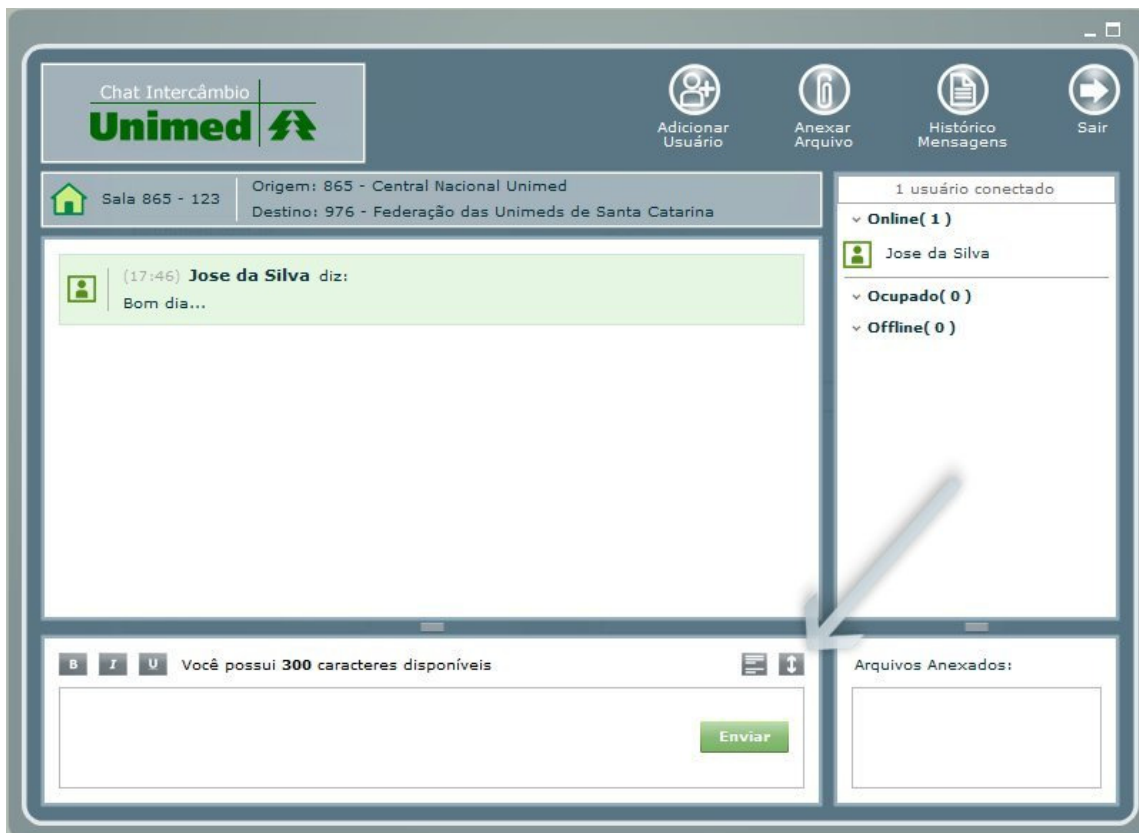 Chat Intercâmbio
Unimed
Adicionar
Usuário
Anexar
Arquivo
Histórico
Mensagens
Sair
Sala 865 - 123
Origem: 865 - Central Nacional Unimed
Destino: 976 - Federação das Unimeds de Santa Catarina
1 usuário conectado
Online( 1 )
Jose da Silva
Ocupado( 0 )
Offline( 0 )
(17:46) Jose da Silva diz:
Bom dia...
B I U Você possui 300 caracteres disponíveis
Enviar
Arquivos Anexados: